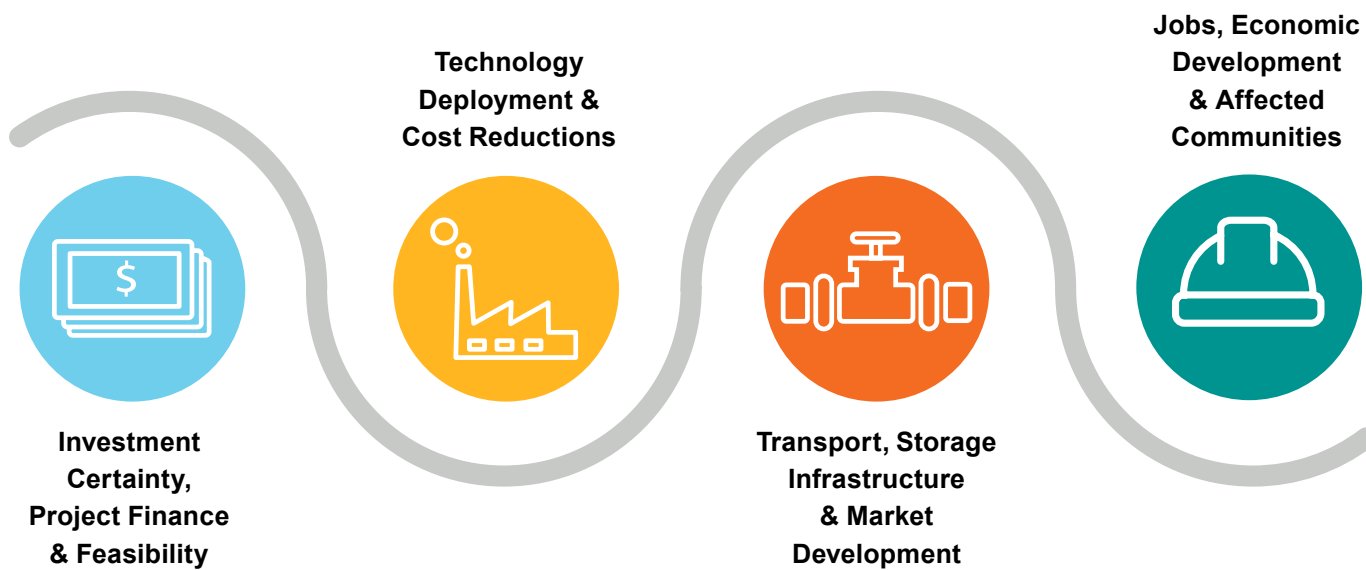 Investment
Certainty,
Project Finance
& Feasibility
$
Technology
Deployment &
Cost Reductions
Transport, Storage
Infrastructure
& Market
Development
Jobs, Economic
Development
& Affected
Communities